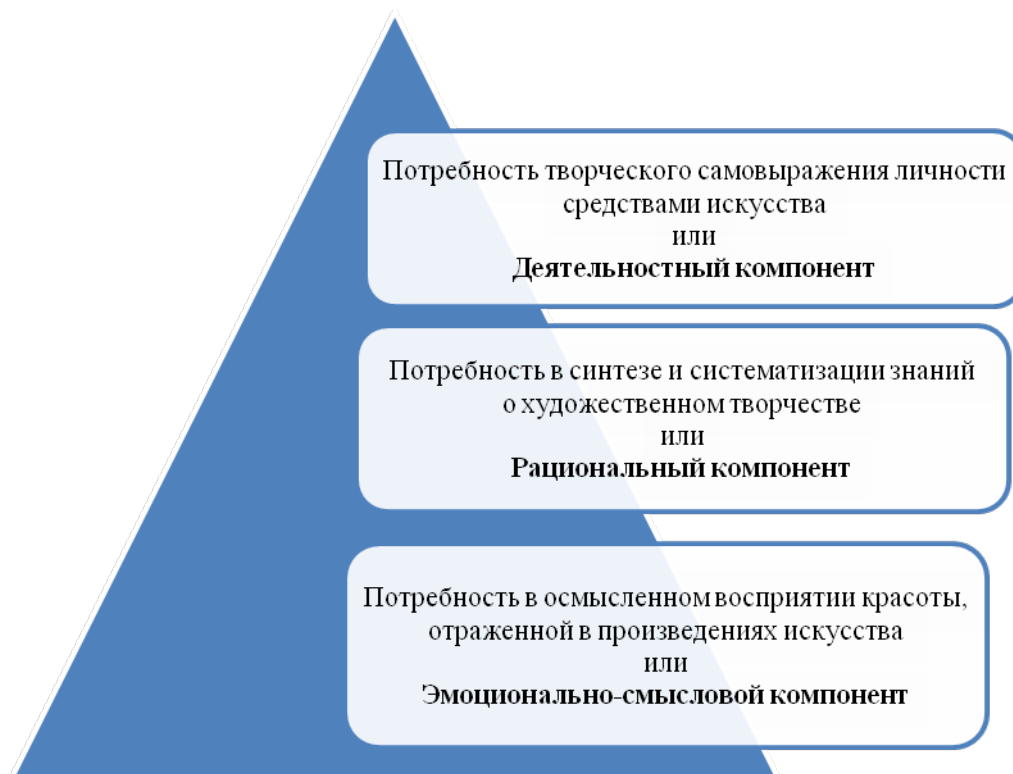 Потребность творческого самовыражения личности
средствами искусства
или
Деятельностный компонент
Потребность в синтезе и систематизации знаний
о художественном творчестве
или
Рациональный компонент
Потребность в осмысленном восприятии красоты,
отраженной в произведениях искусства
или
Эмоционально-смысловой компонент